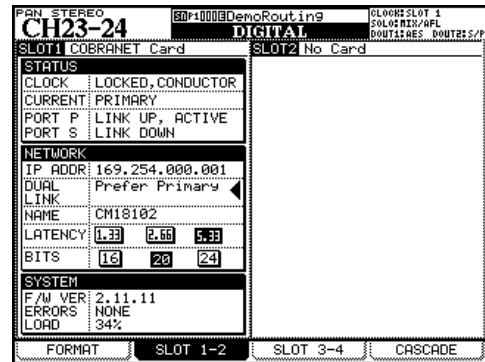 PAN STEREO
CH23-24
P1 DemoRouting
DIGITAL
CLOCK:SLOT 1
SOLO:MIX/AFL
DOUT1:AES DOUT2:S/P
SLOT1 COBRANET Card
SLOT2 No Card
STATUS
CLOCK LOCKED,CONDUCTOR
CURRENT PRIMARY
PORT P LINK UP, ACTIVE
PORT S LINK DOWN
NETWORK
IP ADDR 169.254.000.001
DUAL LINK Prefer Primary
NAME CM18102
LATENCY 1.33 2.66 5.33
BITS 16 20 24
SYSTEM
F/W VER 2.11.11
ERRORS NONE
LOAD 34%
FORMAT SLOT 1-2 SLOT 3-4 CASCADE